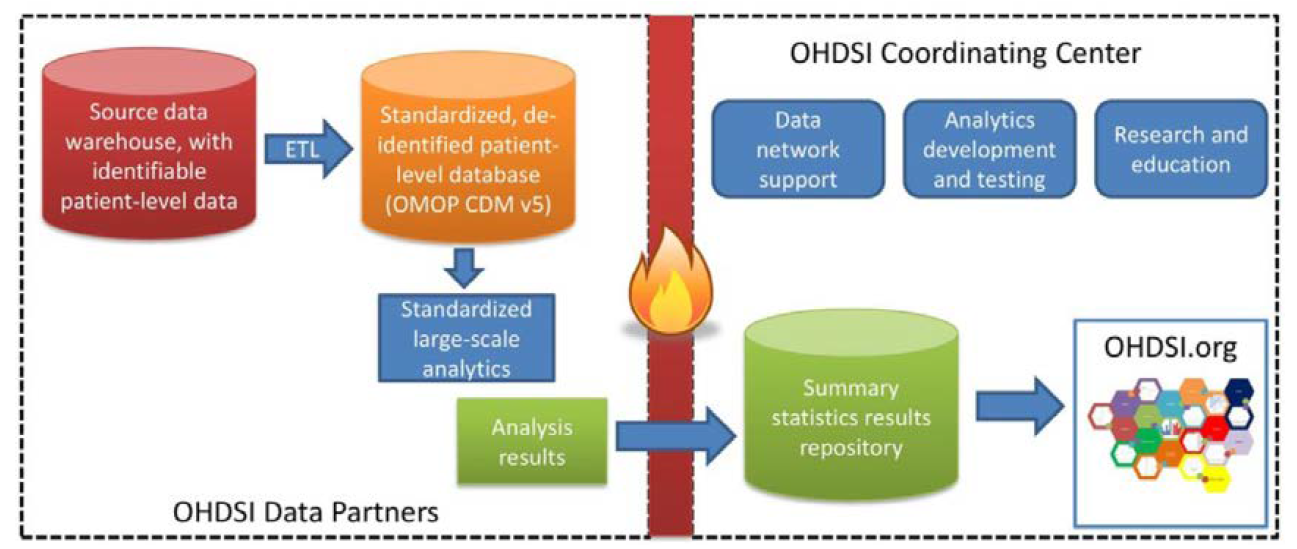 Source data
warehouse, with
identifiable
patient-level data
ETL
Standardized, de-
identified patient-
level database
(OMOP CDM v5)
Standardized
large-scale
analytics
Analysis
results
OHDSI Data Partners
OHDSI Coordinating Center
Data
network
support
Analytics
development
and testing
Research and
education
Summary
statistics results
repository
OHDSI.org